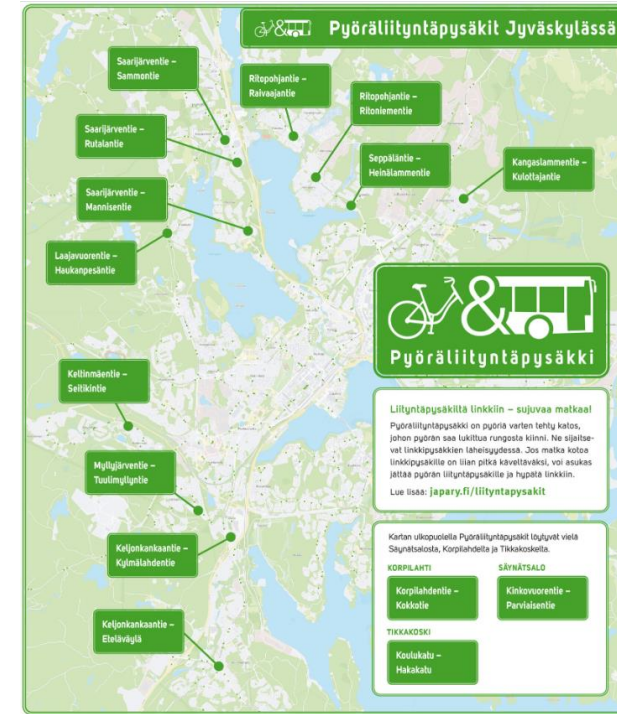 & Pyöräliityntäpysäkit Jyväskylässä
Saarijärventie –
Sammontie
Ritopohjantie –
Raivaajantie
Ritopohjantie –
Ritoniementie
Saarijärventie –
Rutalantie
Seppäläntie –
Heinälammentie
Kangaslammentie –
Kulottajantie
Saarijärventie –
Mannisentie
Laajavuorentie –
Haukanpesäntie
&
Pyöräliityntäpysäkki
Keltinmäentie –
Seitikintie
Liityntäpysäkiltä linkkiin – sujuvaa matkaa!
Pyöräliityntäpysäkki on pyöriä varten tehty katos,
johon pyörän saa lukittua rungosta kiinni. Ne sijaitse-
vat linkkipysäkkien läheisyydessä. Jos matka kotoa
linkkipysäkille on liian pitkä käveltäväksi, voi asukas
jättää pyörän liityntäpysäkille ja hypätä linkkiin.
Lue lisää: japary.fi/liityntapysakit
Myllyjärventie –
Tuulimyllyntie
Keljonkankaantie –
Kylmälahdentie
Keljonkankaantie –
Eteläväylä
Kartan ulkopuolella Pyöräliityntäpysäkit löytyvät vielä
Säynätsalosta, Korpilahdelta ja Tikkakoskelta.
KORPILAHTI
SÄYNÄTSALO
Korpilahdentie –
Kokkotie
Kinkovuorentie –
Parviaisentie
TIKKAKOSKI
Koulukatu –
Hakakatu